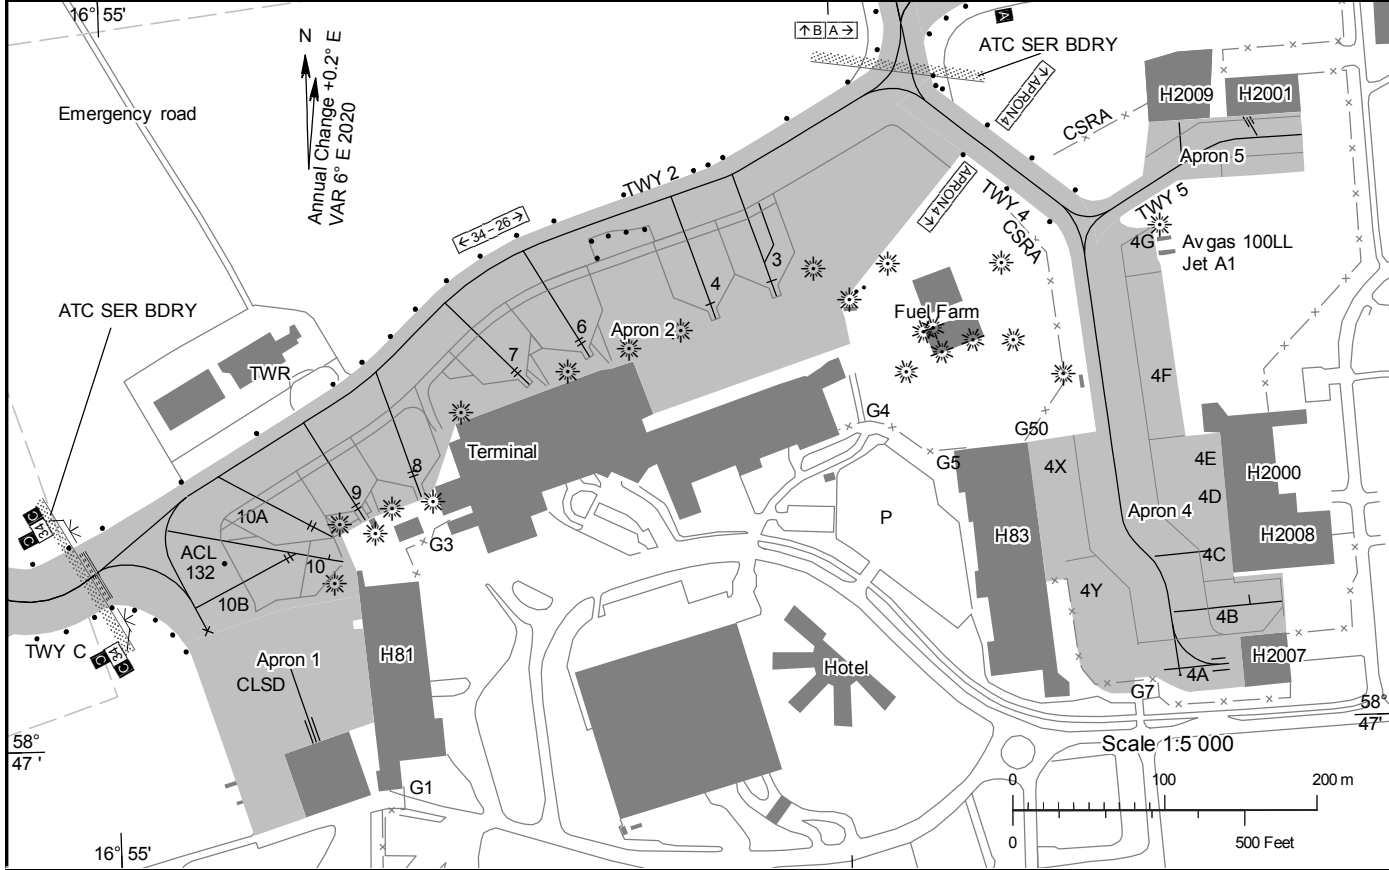 16° 55'
N
Annual Change +0.2° E
VAR 6° E 2020
Emergency road
↑ B A →
A
ATC SER BDRY
↑ APRON 4
CSRA
H2009
H2001
Apron 5
TWY 2
← 34 – 26 →
APRON 4 ↑
TWY 4
CSRA
TWY 5
4G
Avgas 100LL
Jet A1
ATC SER BDRY
3
4
6
7
Apron 2
Fuel Farm
TWR
4F
G4
G50
Terminal
8
9
G5
4X
4E
H2000
10A
4D
P
Apron 4
C
34
C
G3
H83
H2008
ACL
132
10
4C
10B
4Y
4B
TWY C
C
34
C
Apron 1
CLSD
H81
Hotel
H2007
4A
G7
58°
47'
58°
47'
Scale 1:5 000
G1
0
100
200 m
0
500 Feet
16° 55'